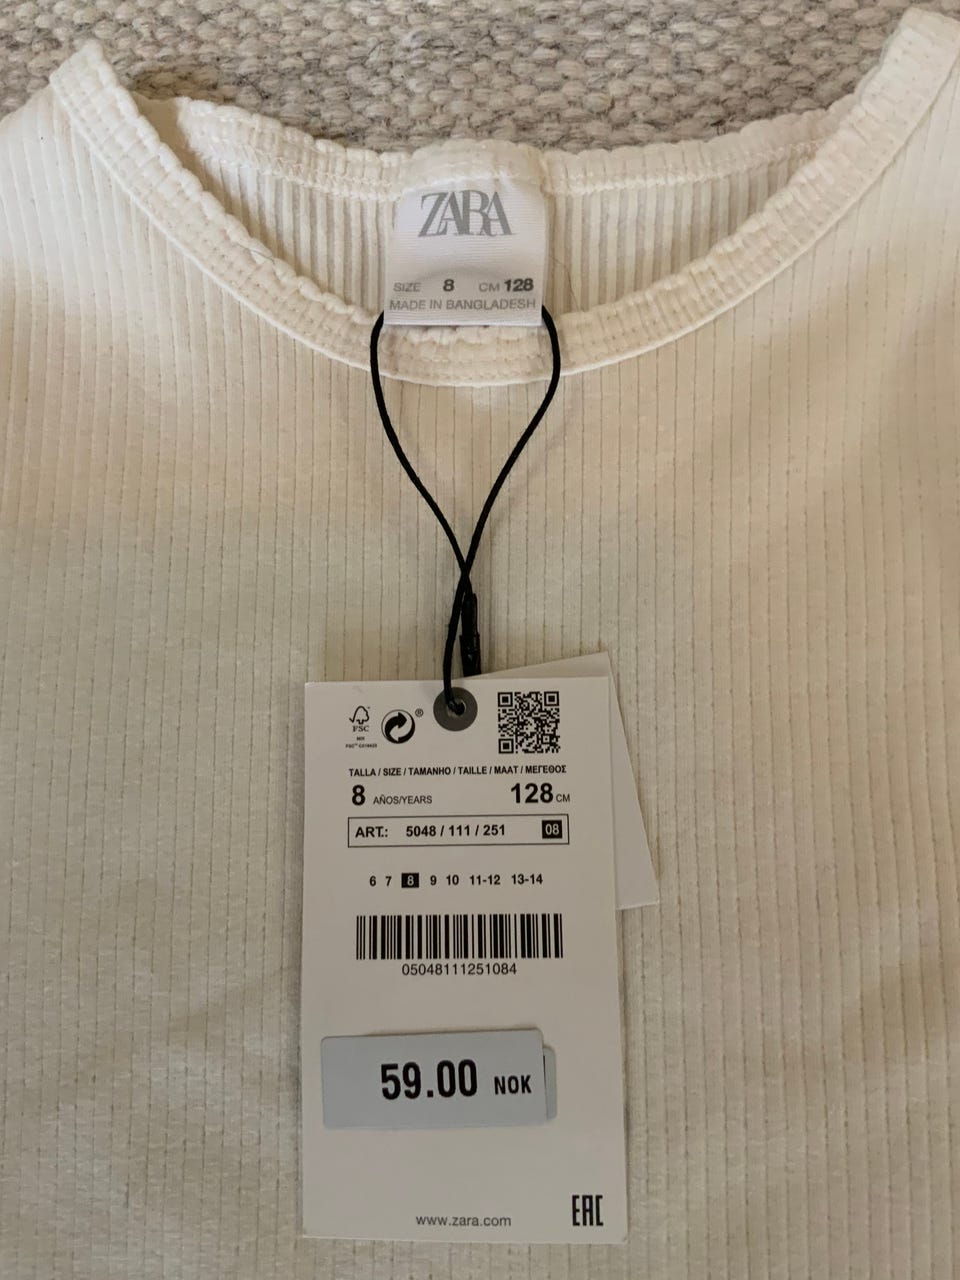 ZARA
SIZE 8 CM 128
MADE IN BANGLADESH
FSC
®
TALLA / SIZE / TAMANHO / TAILLE / MAAT / ΜΕΓΕΘΟΣ
8 AÑOS/YEARS 128 CM
ART.: 5048 / 111 / 251 08
6 7 8 9 10 11-12 13-14
05048111251084
59.00 NOK
www.zara.com EAC